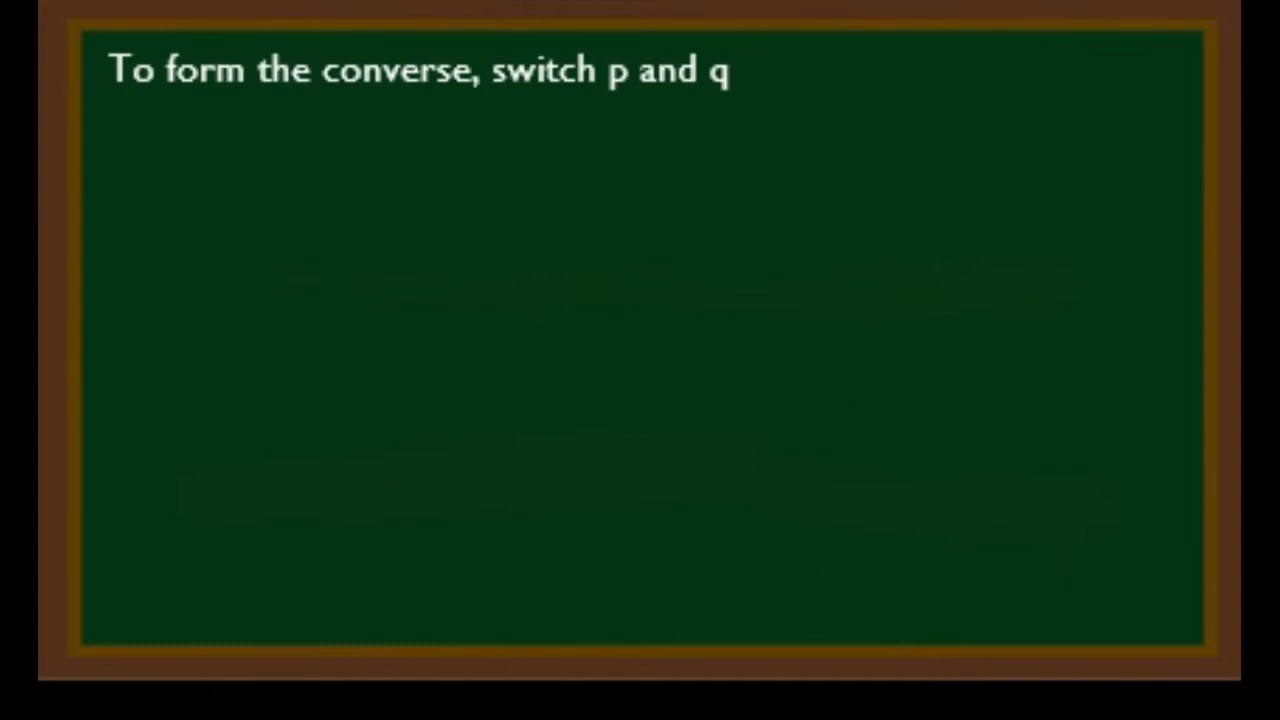 To form the converse, switch p and q